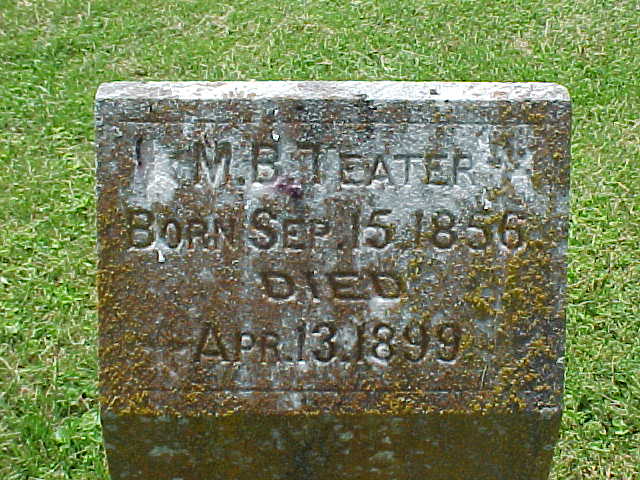 M.B. TEATER
BORN SEP. 15. 1856
DIED
APR. 13. 1899